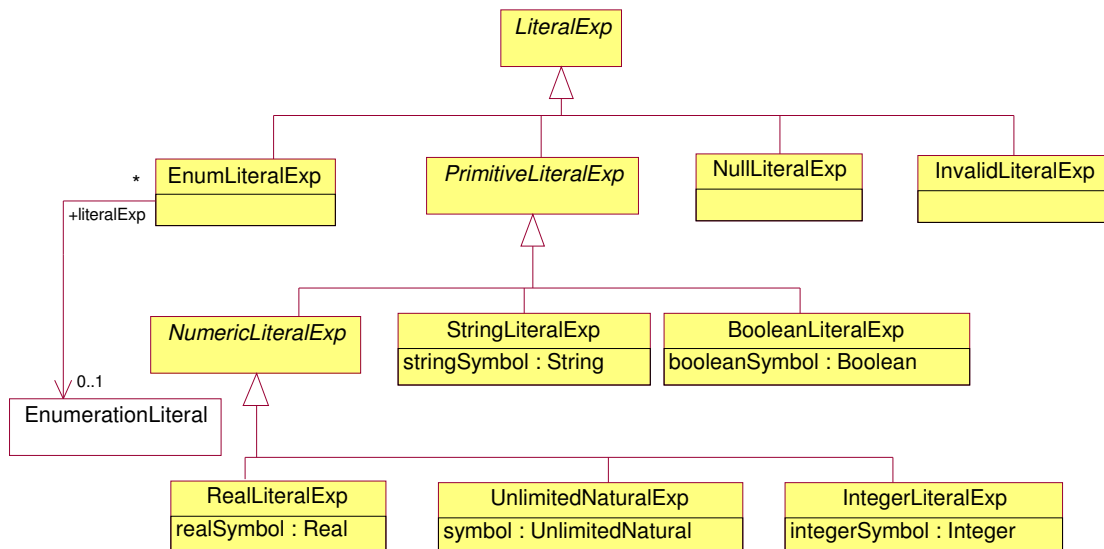 LiteralExp
EnumLiteralExp
PrimitiveLiteralExp
NullLiteralExp
InvalidLiteralExp
*
+literalExp
NumericLiteralExp
StringLiteralExp
stringSymbol : String
BooleanLiteralExp
booleanSymbol : Boolean
0..1
EnumerationLiteral
RealLiteralExp
realSymbol : Real
UnlimitedNaturalExp
symbol : UnlimitedNatural
IntegerLiteralExp
integerSymbol : Integer